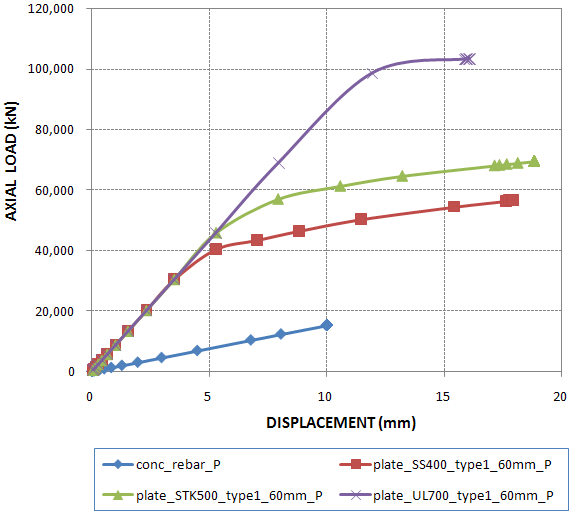 120,000
100,000
80,000
60,000
40,000
20,000
0
AXIAL LOAD (kN)
0 5 10 15 20
DISPLACEMENT (mm)
conc_rebar_P plate_SS400_type1_60mm_P
plate_STK500_type1_60mm_P plate_UL700_type1_60mm_P